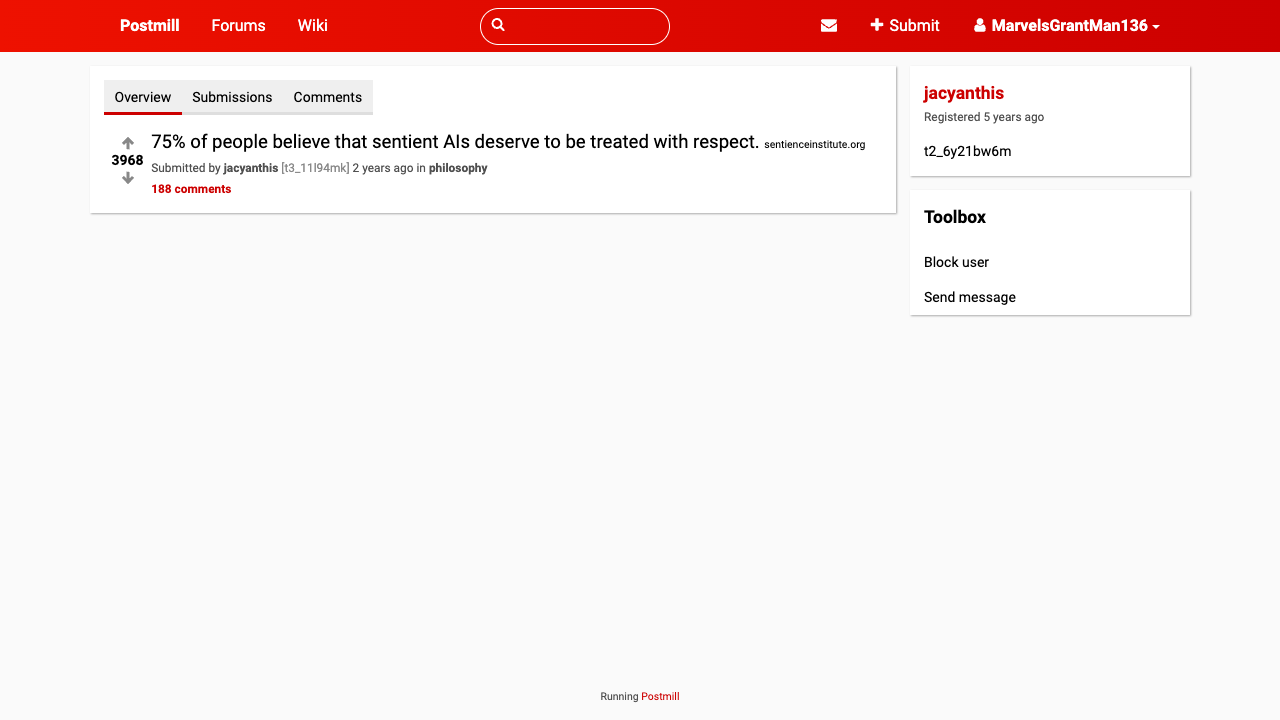 Postmill Forums Wiki Submit MarvelsGrantMan136
Overview Submissions Comments
75% of people believe that sentient AIs deserve to be treated with respect. sentienceinstitute.org
3968
Submitted by jacyanthis [t3_11l94mk] 2 years ago in philosophy
188 comments
jacyanthis
Registered 5 years ago
t2_6y21bw6m
Toolbox
Block user
Send message
Running Postmill